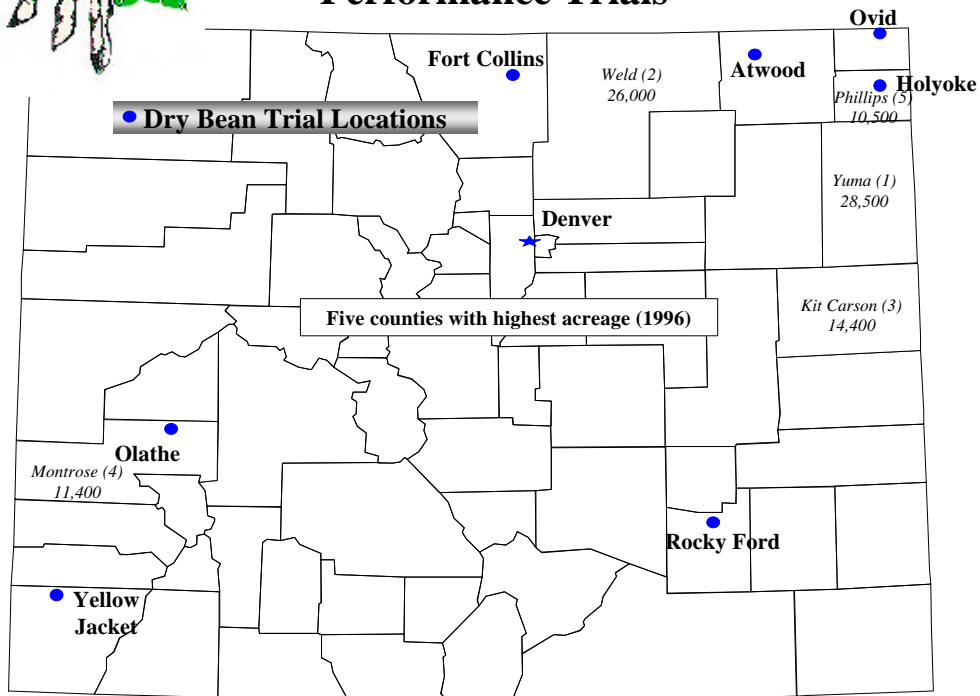 Performance Trials
Ovid
Fort Collins
Atwood
Weld (2)
26,000
Holyoke
Phillips (5)
10,500
Dry Bean Trial Locations
Yuma (1)
28,500
Denver
Five counties with highest acreage (1996)
Kit Carson (3)
14,400
Olathe
Montrose (4)
11,400
Rocky Ford
Yellow
Jacket